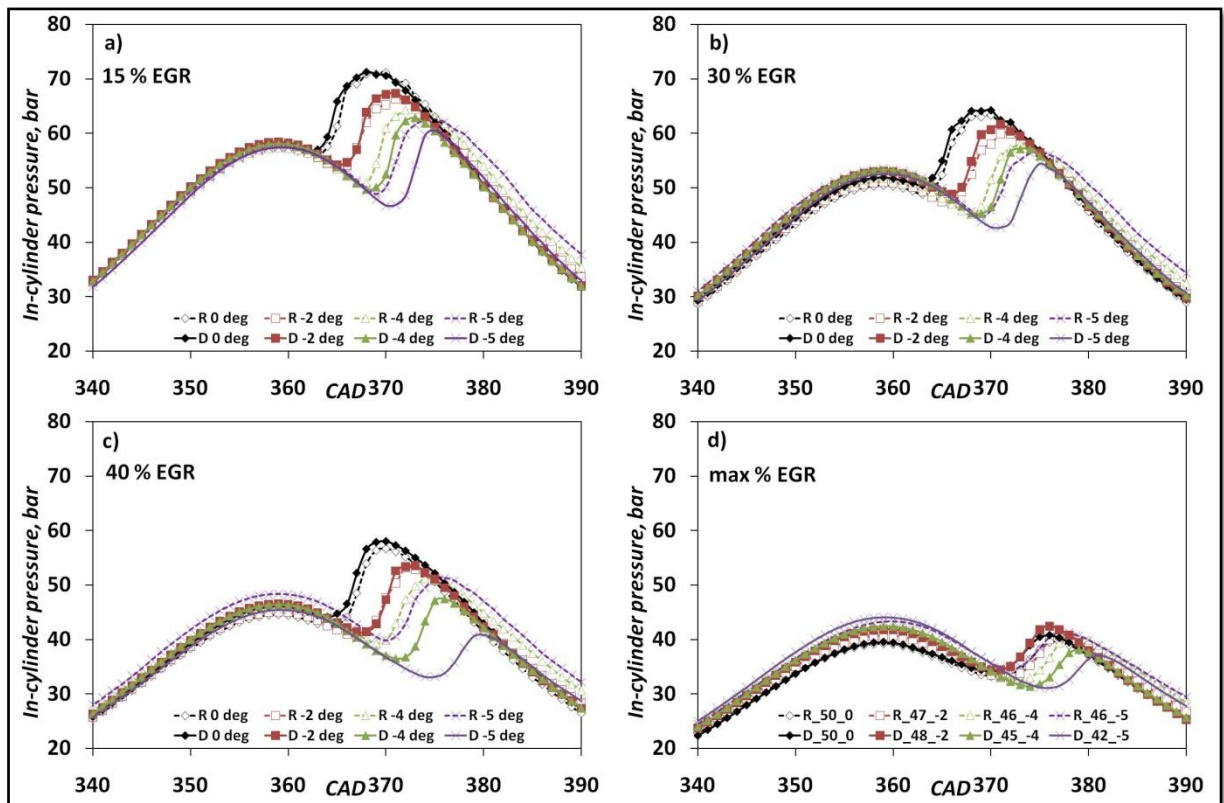 a)
15 % EGR
In-cylinder pressure, bar
80
70
60
50
40
30
20
R 0 deg R -2 deg R -4 deg R -5 deg
D 0 deg D -2 deg D -4 deg D -5 deg
340 350 360 370 380 390
CAD
b)
30 % EGR
In-cylinder pressure, bar
80
70
60
50
40
30
20
R 0 deg R -2 deg R -4 deg R -5 deg
D 0 deg D -2 deg D -4 deg D -5 deg
340 350 360 370 380 390
CAD
c)
40 % EGR
In-cylinder pressure, bar
80
70
60
50
40
30
20
R 0 deg R -2 deg R -4 deg R -5 deg
D 0 deg D -2 deg D -4 deg D -5 deg
340 350 360 370 380 390
CAD
d)
max % EGR
In-cylinder pressure, bar
80
70
60
50
40
30
20
R_50_0 R_47_-2 R_46_-4 R_46_-5
D_50_0 D_48_-2 D_45_-4 D_42_-5
340 350 360 370 380 390
CAD